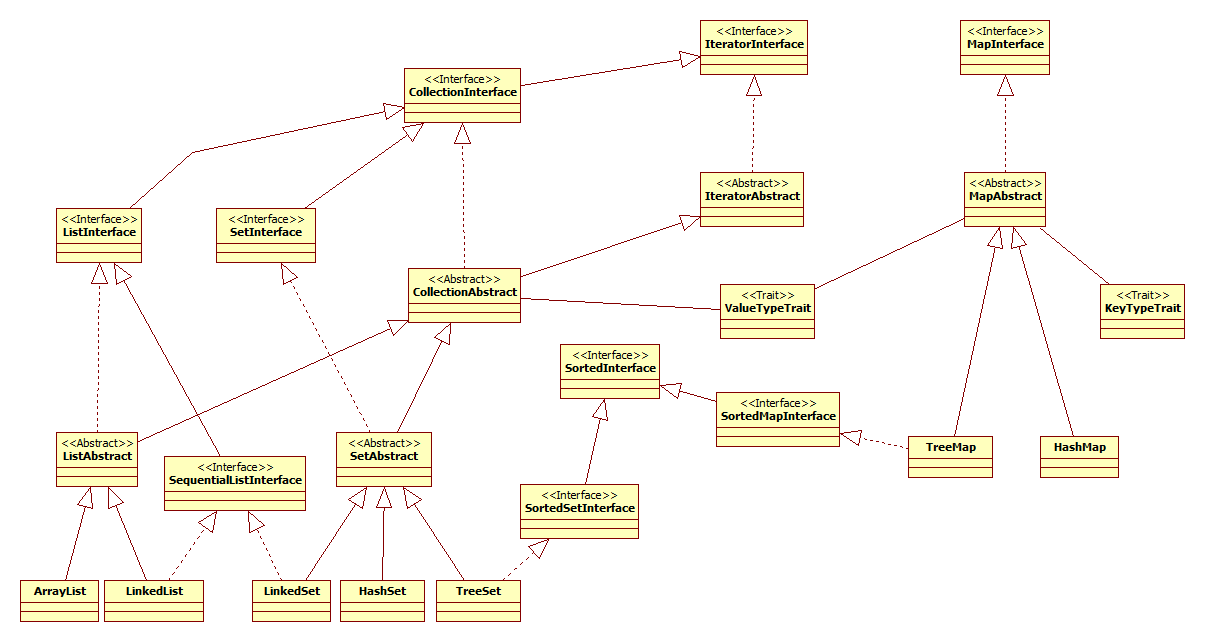 <<Interface>>
IteratorInterface
<<Interface>>
MapInterface
<<Interface>>
CollectionInterface
<<Abstract>>
IteratorAbstract
<<Abstract>>
MapAbstract
<<Interface>>
ListInterface
<<Interface>>
SetInterface
<<Abstract>>
CollectionAbstract
<<Trait>>
ValueTypeTrait
<<Trait>>
KeyTypeTrait
<<Interface>>
SortedInterface
<<Interface>>
SortedMapInterface
<<Abstract>>
ListAbstract
<<Abstract>>
SetAbstract
TreeMap
HashMap
<<Interface>>
SequentialListInterface
<<Interface>>
SortedSetInterface
ArrayList
LinkedList
LinkedSet
HashSet
TreeSet